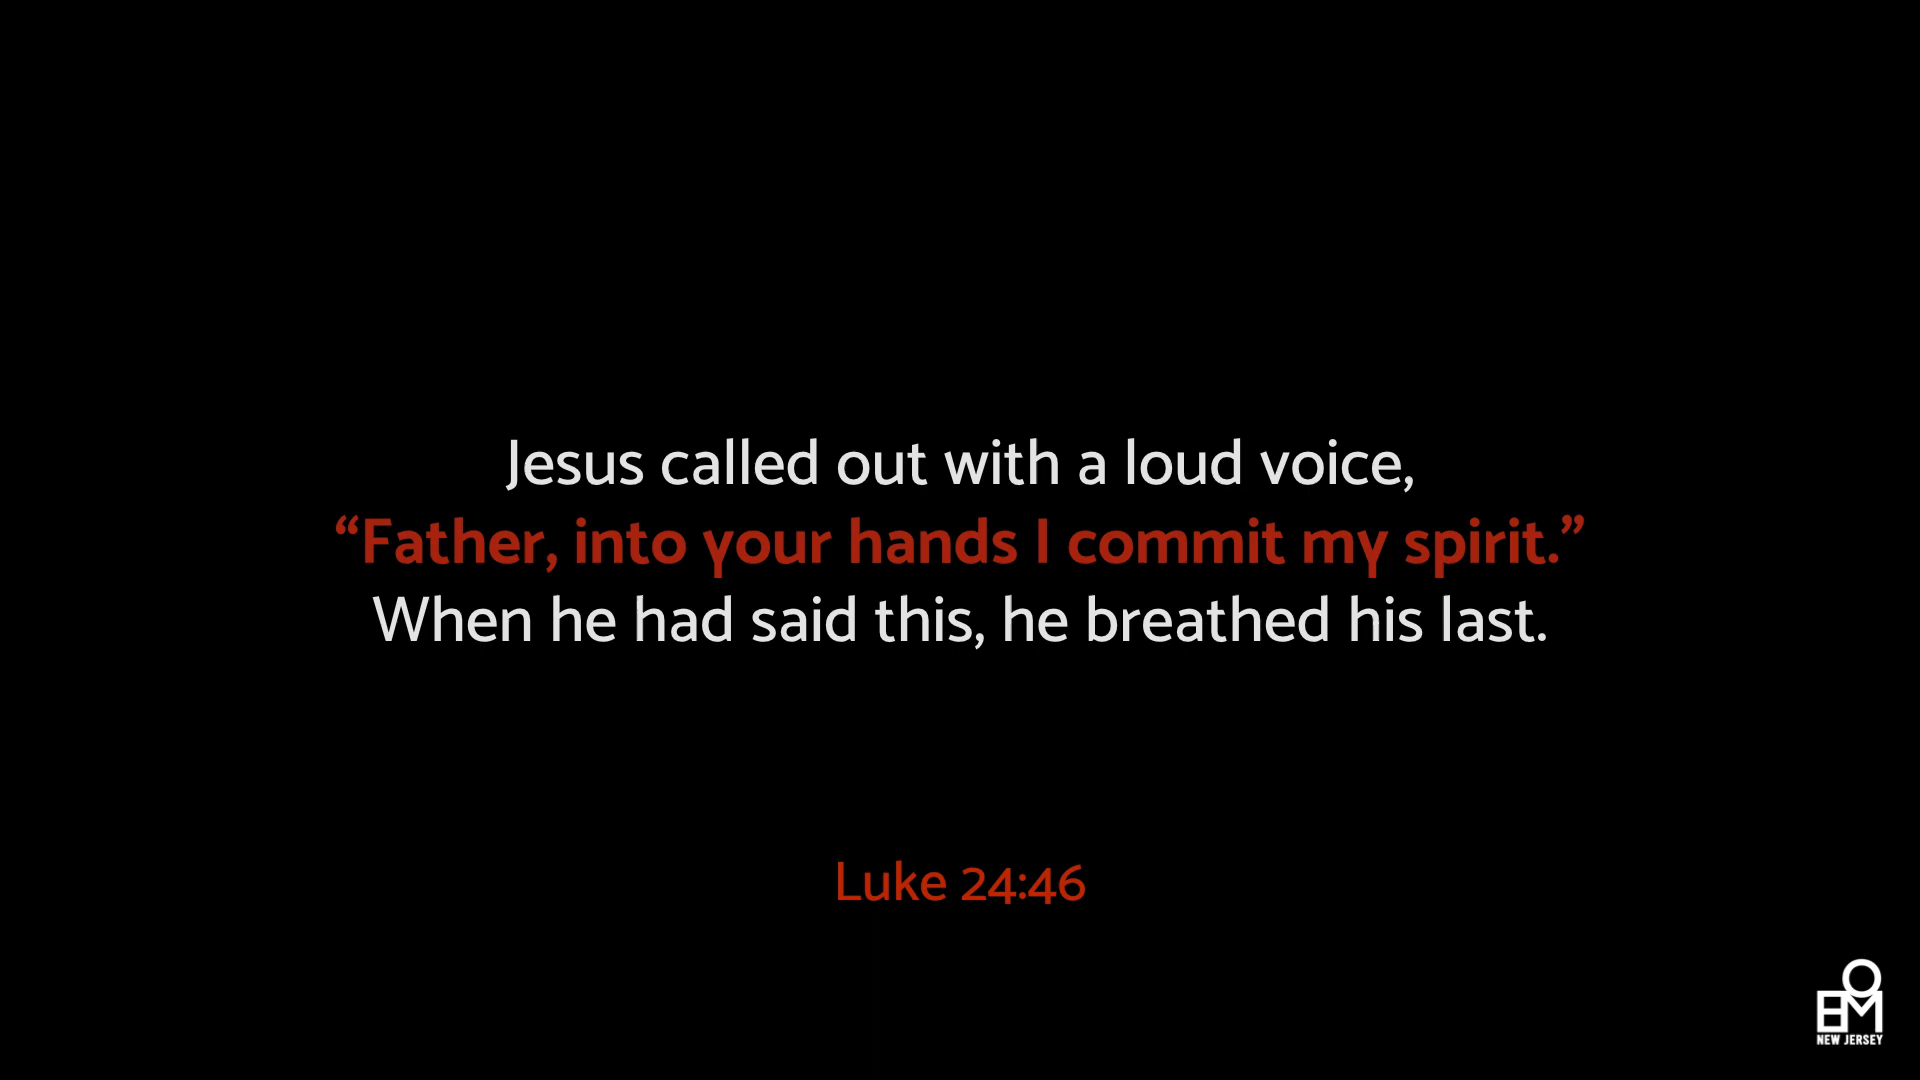 Jesus called out with a loud voice,
“Father, into your hands I commit my spirit.”
When he had said this, he breathed his last.
Luke 24:46
EM
NEW JERSEY